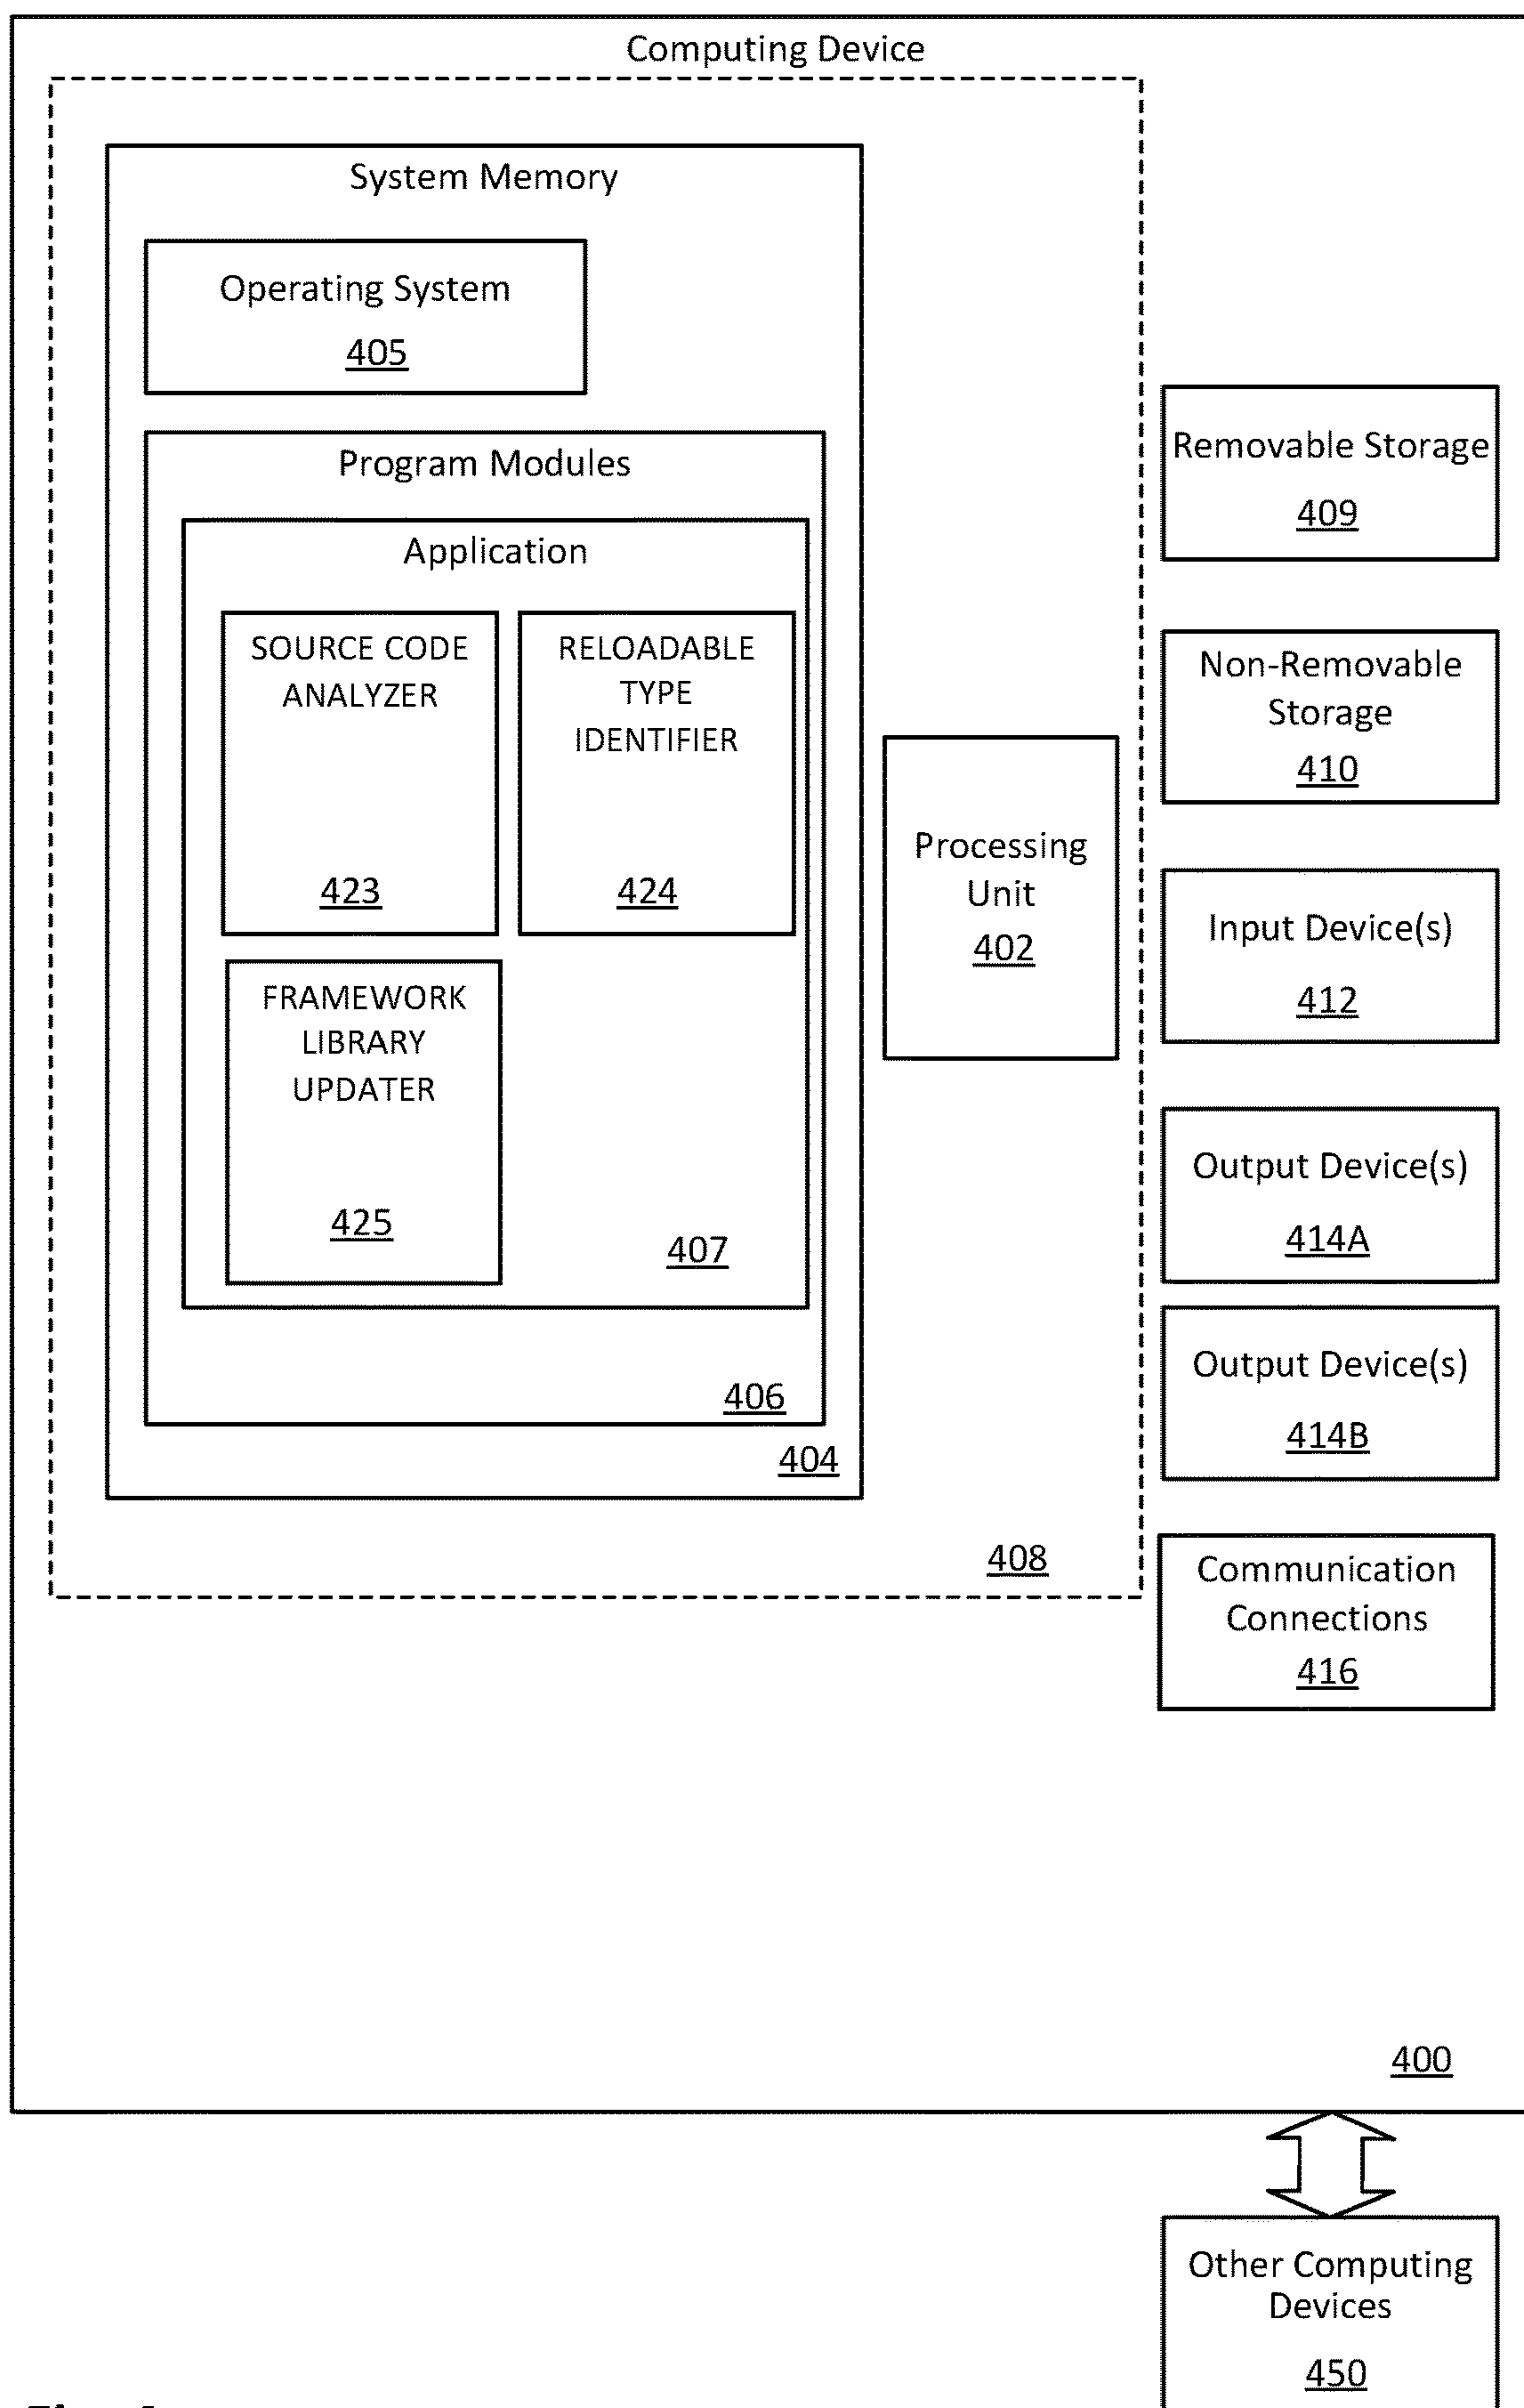 Computing Device
System Memory
Operating System
405
Program Modules
Application
SOURCE CODE
ANALYZER
423
RELOADABLE
TYPE
IDENTIFIER
424
FRAMEWORK
LIBRARY
UPDATER
425
407
406
404
Processing
Unit
402
408
Removable Storage
409
Non-Removable
Storage
410
Input Device(s)
412
Output Device(s)
414A
Output Device(s)
414B
Communication
Connections
416
400
Other Computing
Devices
450